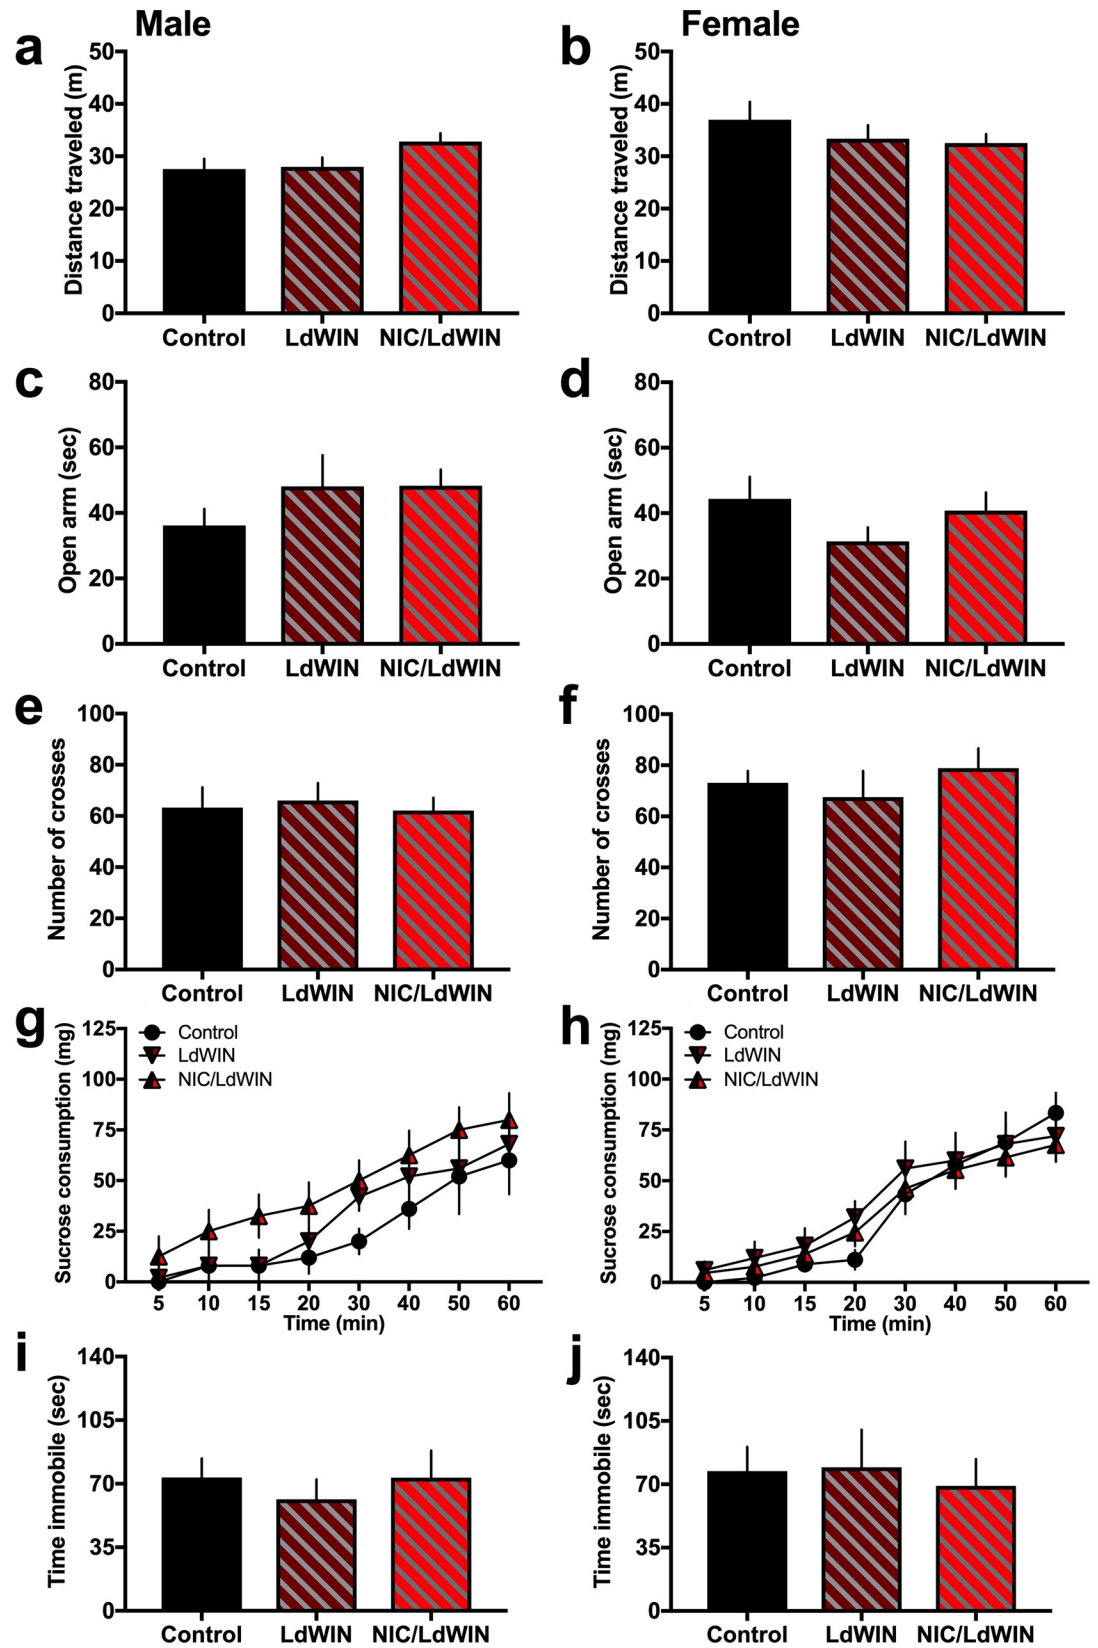 Male
Female
a
b
Distance traveled (m)
50
40
30
20
10
0
Control
LdWIN
NIC/LdWIN
Distance traveled (m)
50
40
30
20
10
0
Control
LdWIN
NIC/LdWIN
c
d
Open arm (sec)
80
60
40
20
0
Control
LdWIN
NIC/LdWIN
Open arm (sec)
80
60
40
20
0
Control
LdWIN
NIC/LdWIN
e
f
Number of crosses
100
80
60
40
20
0
Control
LdWIN
NIC/LdWIN
Number of crosses
100
80
60
40
20
0
Control
LdWIN
NIC/LdWIN
g
h
Sucrose consumption (mg)
125
100
75
50
25
0
Control
LdWIN
NIC/LdWIN
5 10 15 20 30 40 50 60
Time (min)
Sucrose consumption (mg)
125
100
75
50
25
0
Control
LdWIN
NIC/LdWIN
5 10 15 20 30 40 50 60
Time (min)
i
j
Time immobile (sec)
140
105
70
35
0
Control
LdWIN
NIC/LdWIN
Time immobile (sec)
140
105
70
35
0
Control
LdWIN
NIC/LdWIN